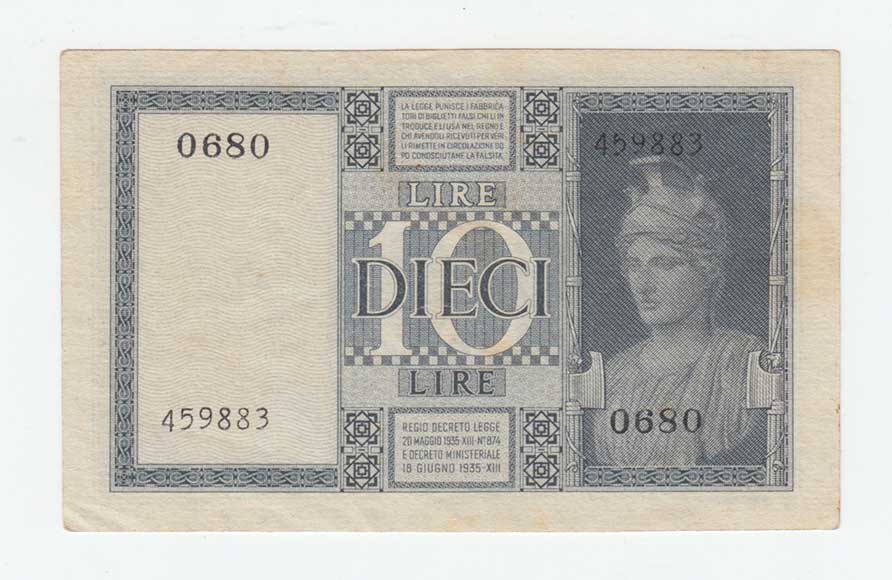 0680
459883
LA LEGGE PUNISCE I FABBRICA
TORI DI BIGLIETTI FALSI CHI LI IN
TRODUCE E LI USA NEL REGNO E
CHI AVENDOLI RICEVUTI PER VERI
LI RIMETTE IN CIRCOLAZIONE DO
PO CONOSCIUTANE LA FALSITA
LIRE
10
DIECI
LIRE
REGIO DECRETO LEGGE
20 MAGGIO 1935-XIII-Nº 874
E DECRETO MINISTERIALE
18 GIUGNO 1935-XIII
459883
0680